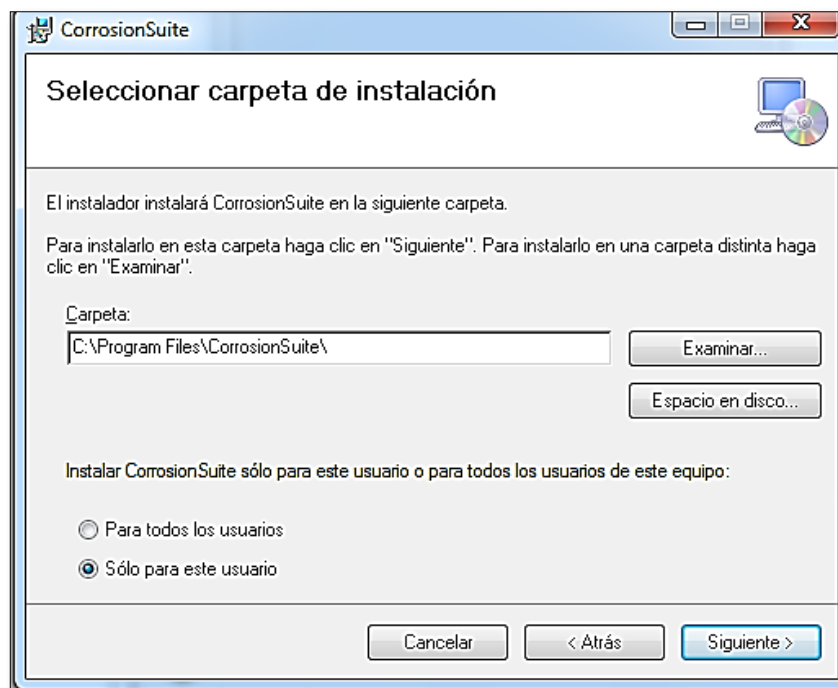 CorrosionSuite
Seleccionar carpeta de instalación
El instalador instalará CorrosionSuite en la siguiente carpeta.
Para instalarlo en esta carpeta haga clic en "Siguiente". Para instalarlo en una carpeta distinta haga
clic en "Examinar".
Carpeta:
C:\Program Files\CorrosionSuite\
Examinar...
Espacio en disco...
Instalar CorrosionSuite sólo para este usuario o para todos los usuarios de este equipo:
Para todos los usuarios
Sólo para este usuario
Cancelar
< Atrás
Siguiente >